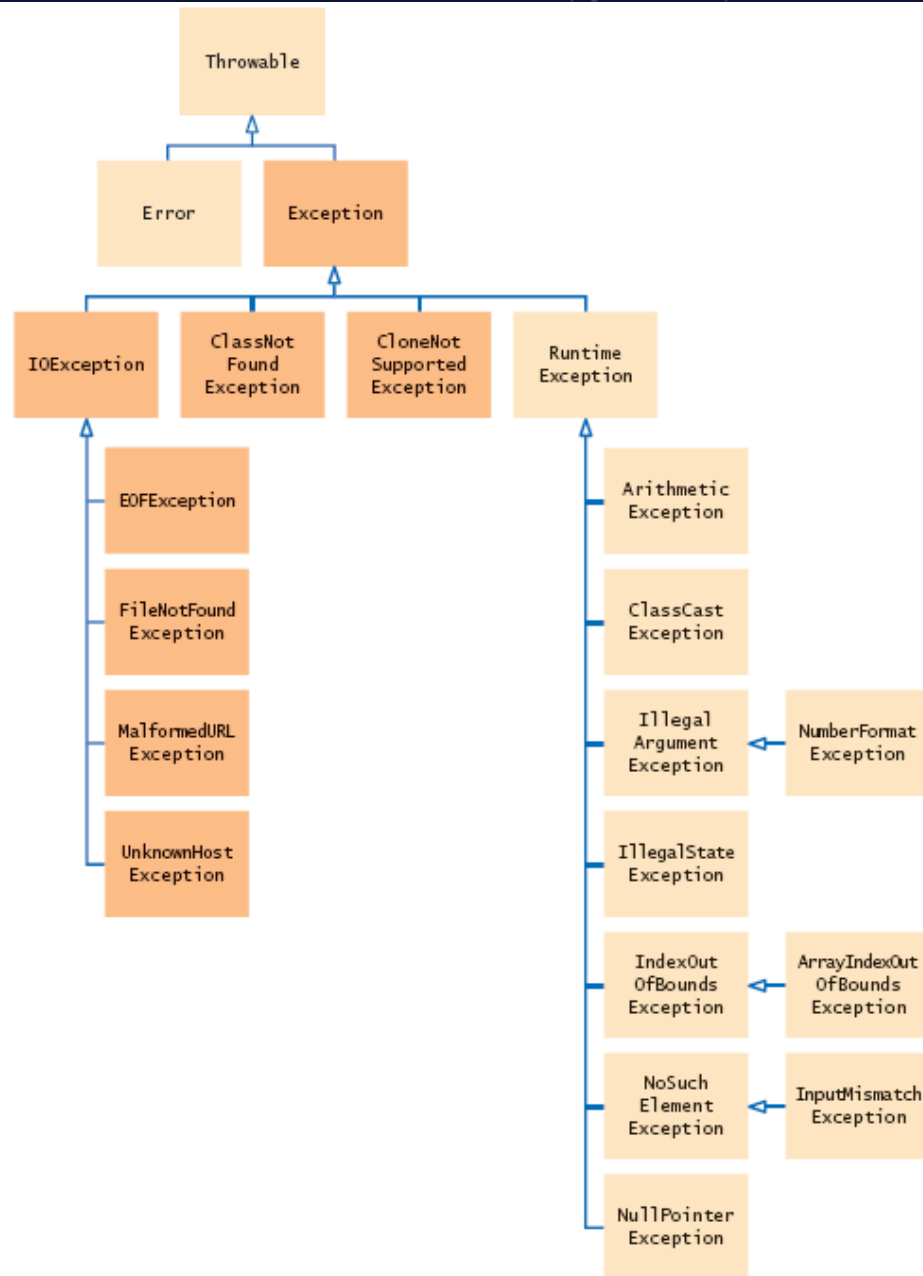 Throwable
Error
Exception
IOException
ClassNot
Found
Exception
CloneNot
Supported
Exception
Runtime
Exception
EOFException
FileNotFound
Exception
MalformedURL
Exception
UnknownHost
Exception
Arithmetic
Exception
ClassCast
Exception
Illegal
Argument
Exception
NumberFormat
Exception
IllegalState
Exception
IndexOut
OfBounds
Exception
ArrayIndexOut
OfBounds
Exception
NoSuch
Element
Exception
InputMismatch
Exception
NullPointer
Exception